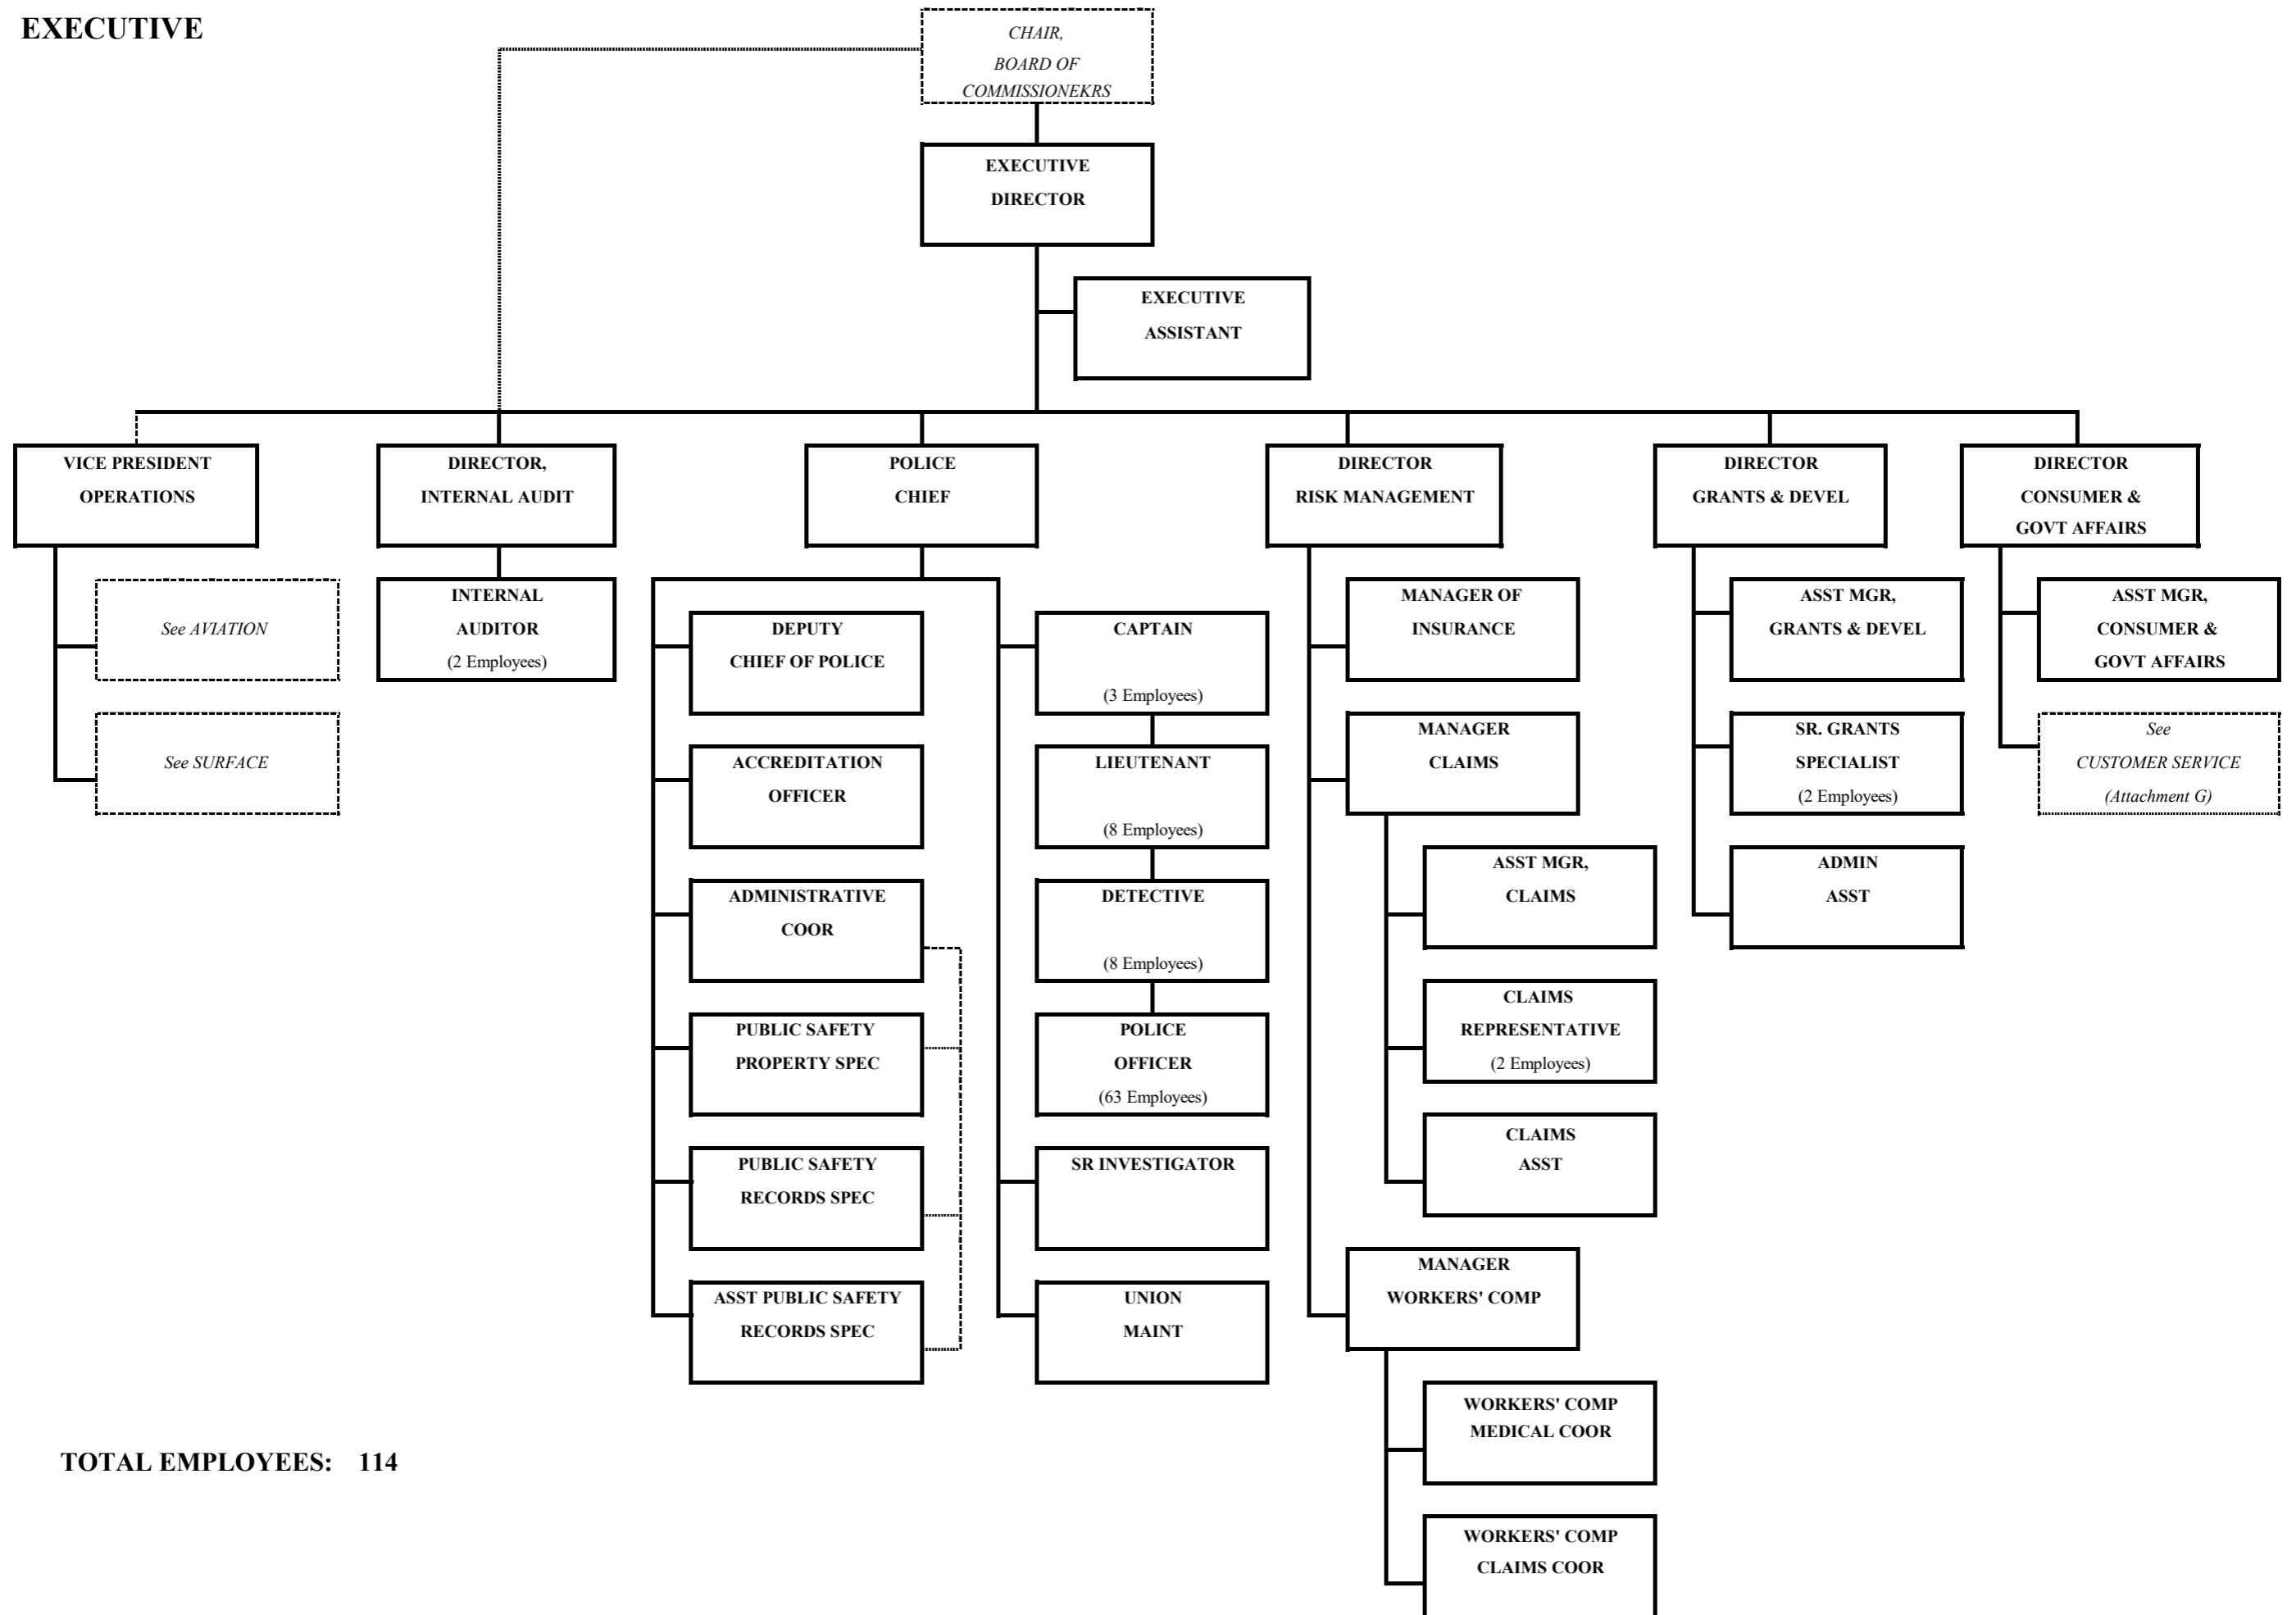 EXECUTIVE
CHAIR,
BOARD OF
COMMISSIONEKRS
EXECUTIVE
DIRECTOR
EXECUTIVE
ASSISTANT
VICE PRESIDENT
OPERATIONS
DIRECTOR,
INTERNAL AUDIT
POLICE
CHIEF
DIRECTOR
RISK MANAGEMENT
DIRECTOR
GRANTS & DEVEL
DIRECTOR
CONSUMER &
GOVT AFFAIRS
See AVIATION
See SURFACE
INTERNAL
AUDITOR
(2 Employees)
DEPUTY
CHIEF OF POLICE
ACCREDITATION
OFFICER
ADMINISTRATIVE
COOR
PUBLIC SAFETY
PROPERTY SPEC
PUBLIC SAFETY
RECORDS SPEC
ASST PUBLIC SAFETY
RECORDS SPEC
CAPTAIN
(3 Employees)
LIEUTENANT
(8 Employees)
DETECTIVE
(8 Employees)
POLICE
OFFICER
(63 Employees)
SR INVESTIGATOR
UNION
MAINT
MANAGER OF
INSURANCE
MANAGER
CLAIMS
ASST MGR,
CLAIMS
CLAIMS
REPRESENTATIVE
(2 Employees)
CLAIMS
ASST
MANAGER
WORKERS' COMP
WORKERS' COMP
MEDICAL COOR
WORKERS' COMP
CLAIMS COOR
ASST MGR,
GRANTS & DEVEL
SR. GRANTS
SPECIALIST
(2 Employees)
ADMIN
ASST
ASST MGR,
CONSUMER &
GOVT AFFAIRS
See
CUSTOMER SERVICE
(Attachment G)
TOTAL EMPLOYEES: 114